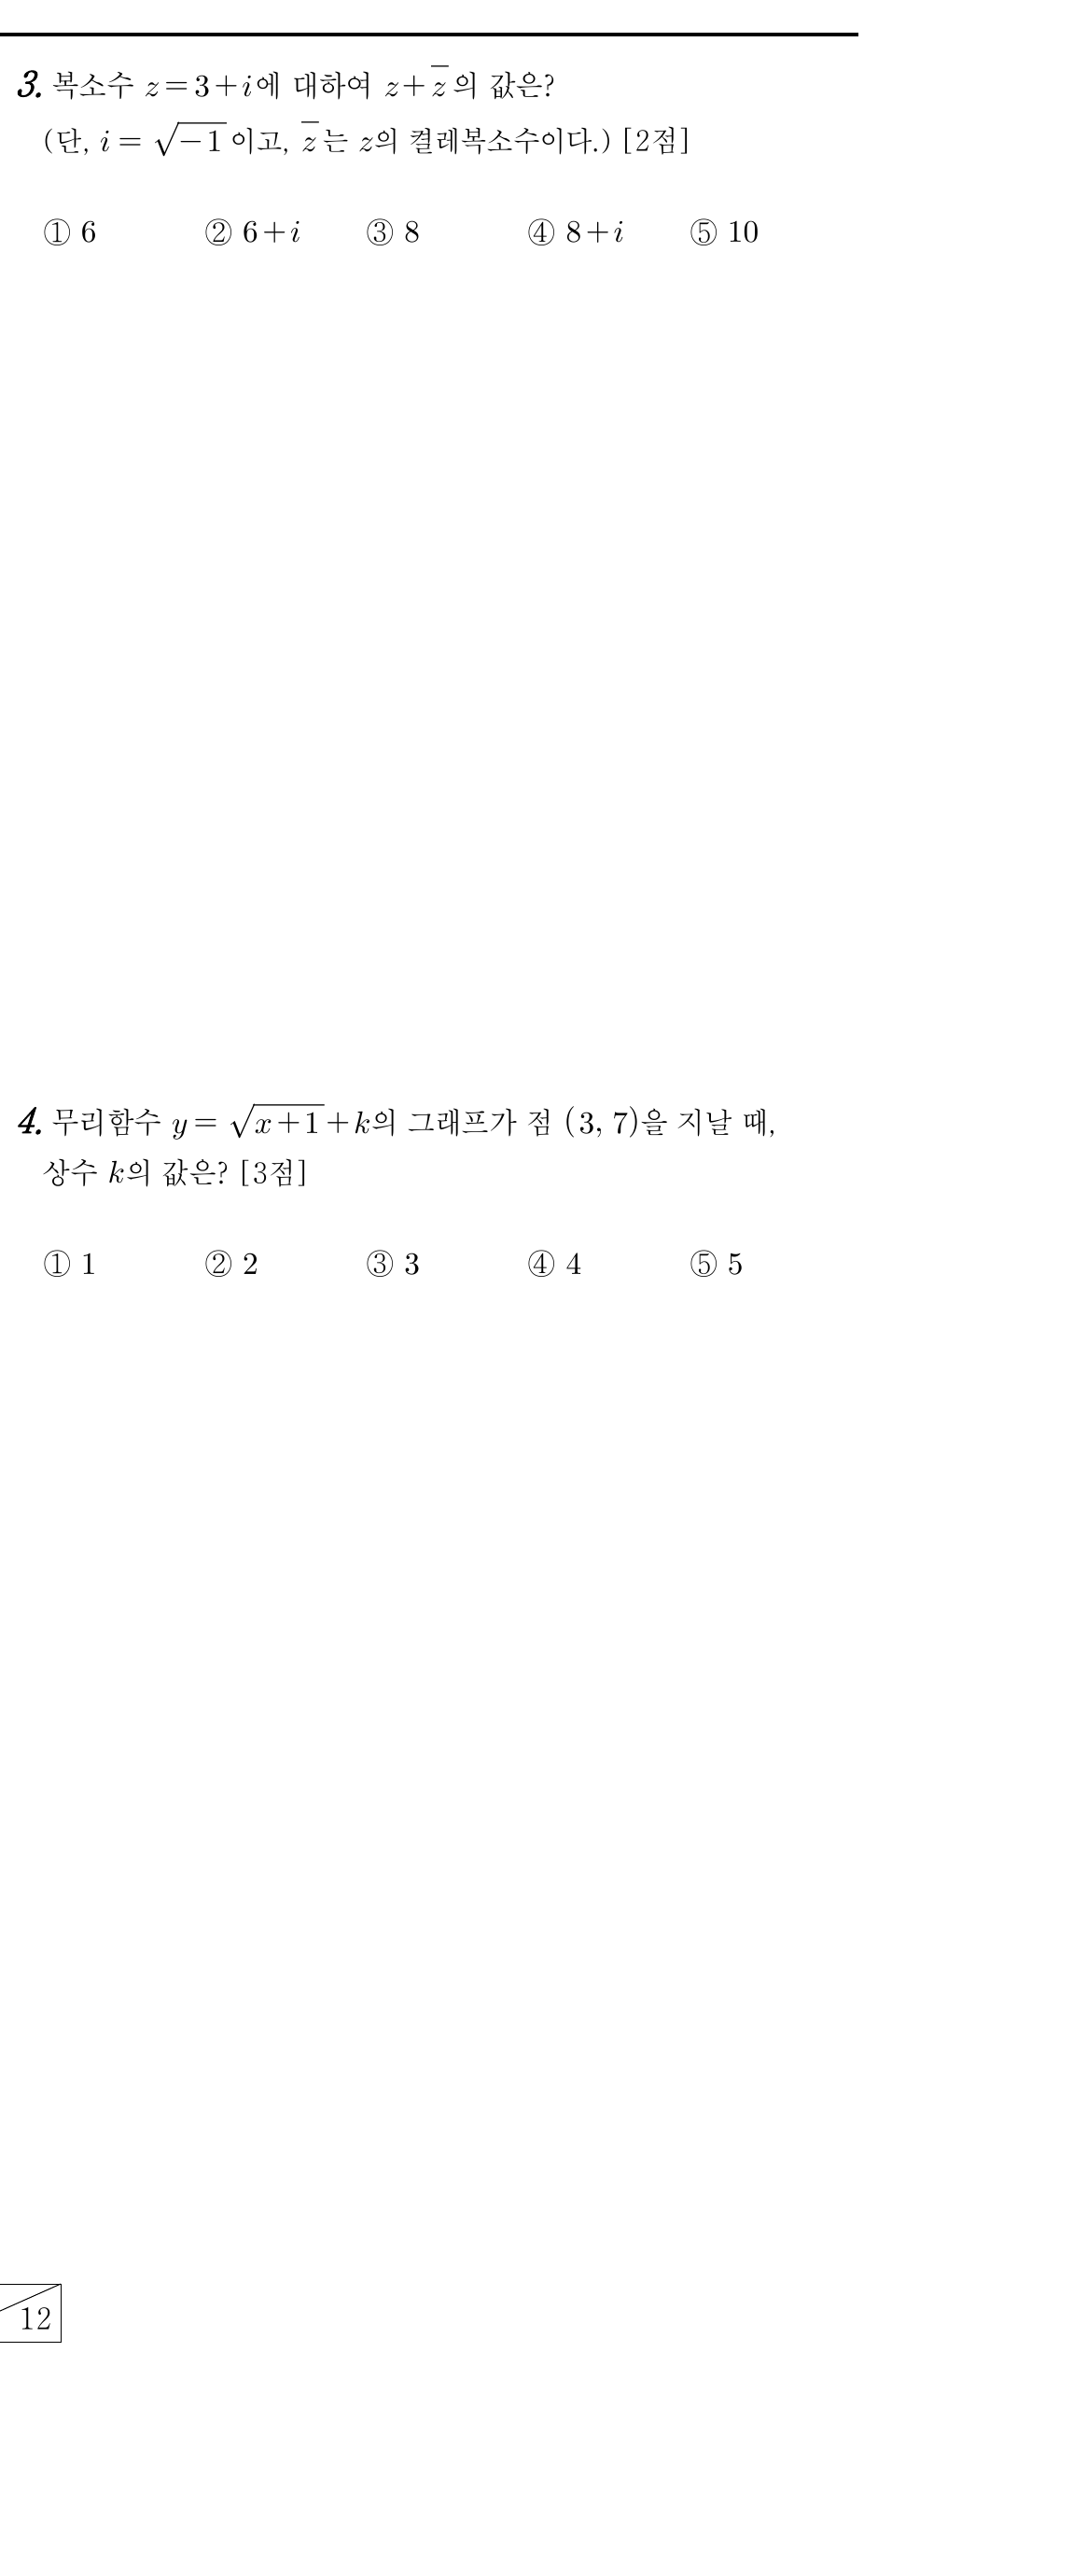 3. 복소수 z=3+i에 대하여 z+z̅의 값은?
(단, i=√-1이고, z̅는 z의 켤레복소수이다.) [2점]
① 6 ② 6+i ③ 8 ④ 8+i ⑤ 10
4. 무리함수 y=√x+1+k의 그래프가 점 (3, 7)을 지날 때,
상수 k의 값은? [3점]
① 1 ② 2 ③ 3 ④ 4 ⑤ 5
12